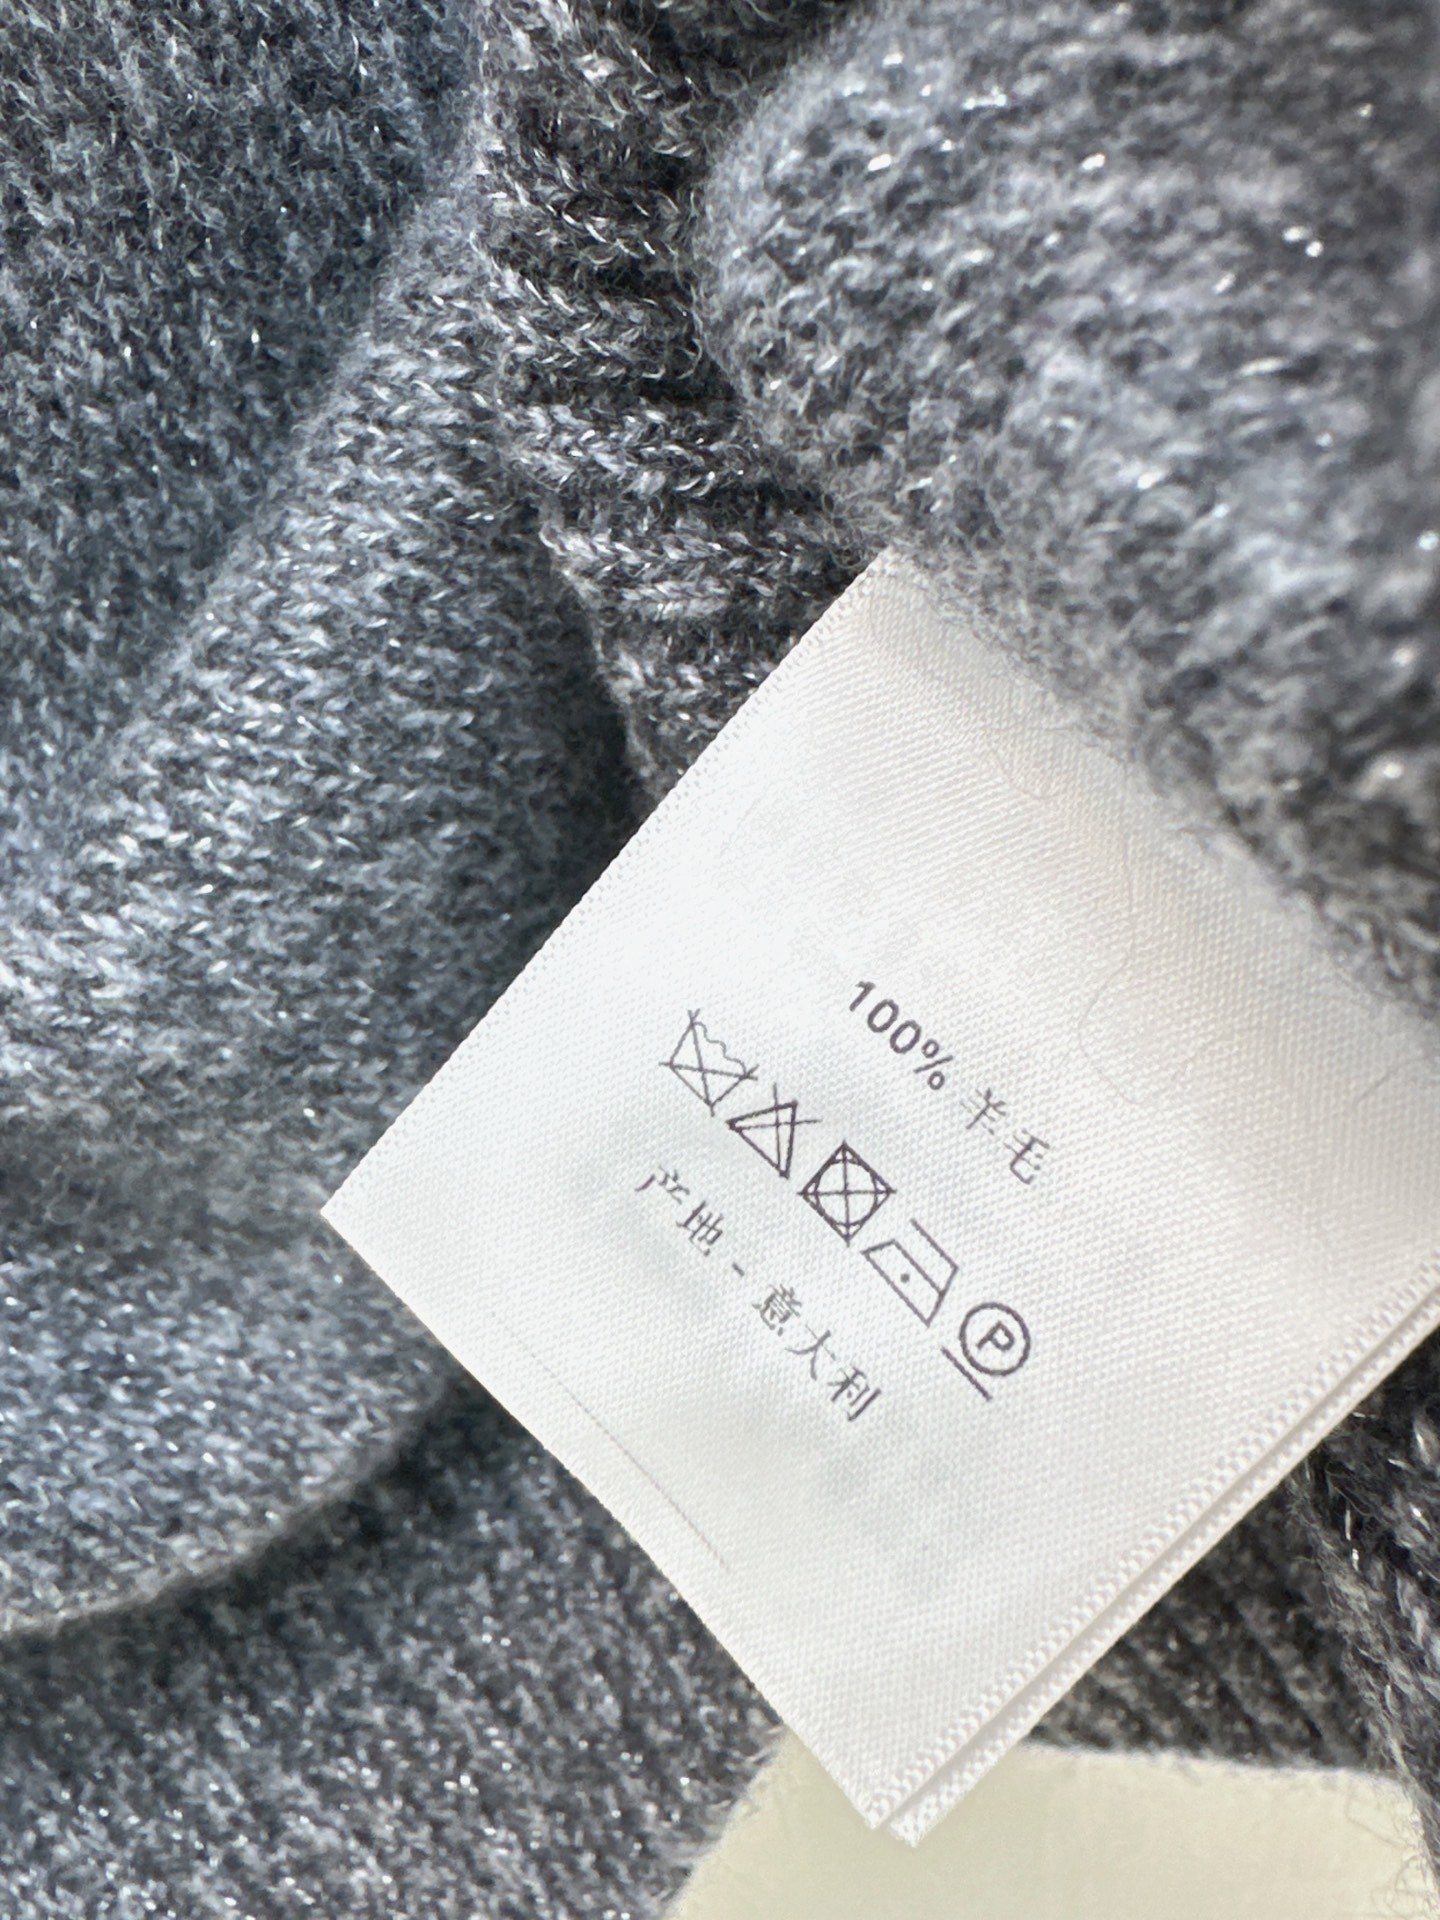 100% 羊毛
P
产地 - 意大利